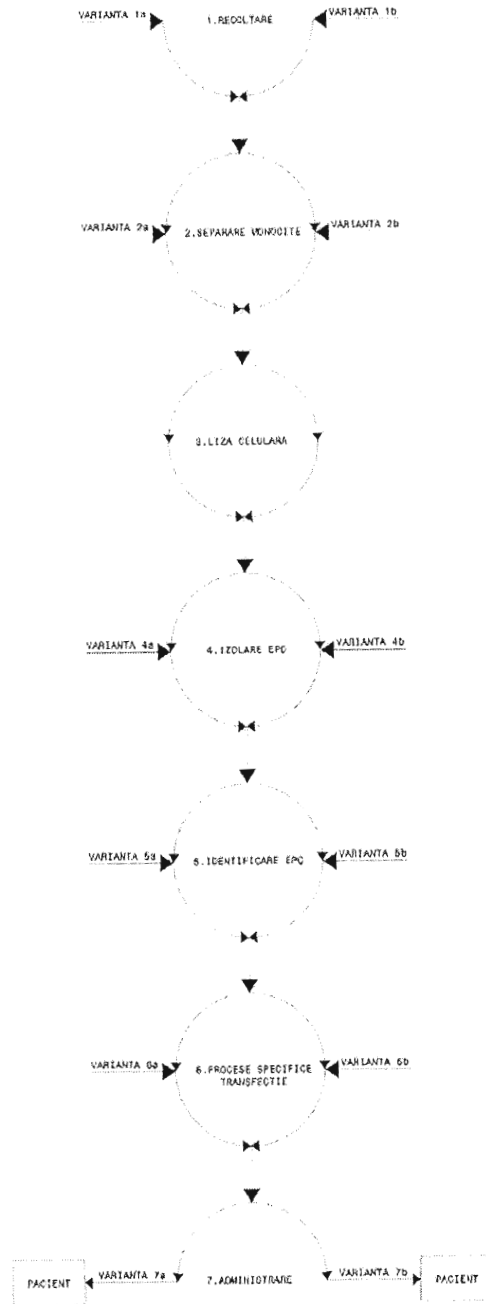 VARIANTA 1a
1.RECOLTARE
VARIANTA 1b
VARIANTA 2a
2.SEPARARE MONOCITE
VARIANTA 2b
3.LIZA CELULARA
VARIANTA 4a
4.IZOLARE EPC
VARIANTA 4b
VARIANTA 5a
5.IDENTIFICARE EPC
VARIANTA 5b
VARIANTA 6a
6.PROCESE SPECIFICE
TRANSFECTIE
VARIANTA 6b
PACIENT
VARIANTA 7a
7.ADMINISTRARE
VARIANTA 7b
PACIENT